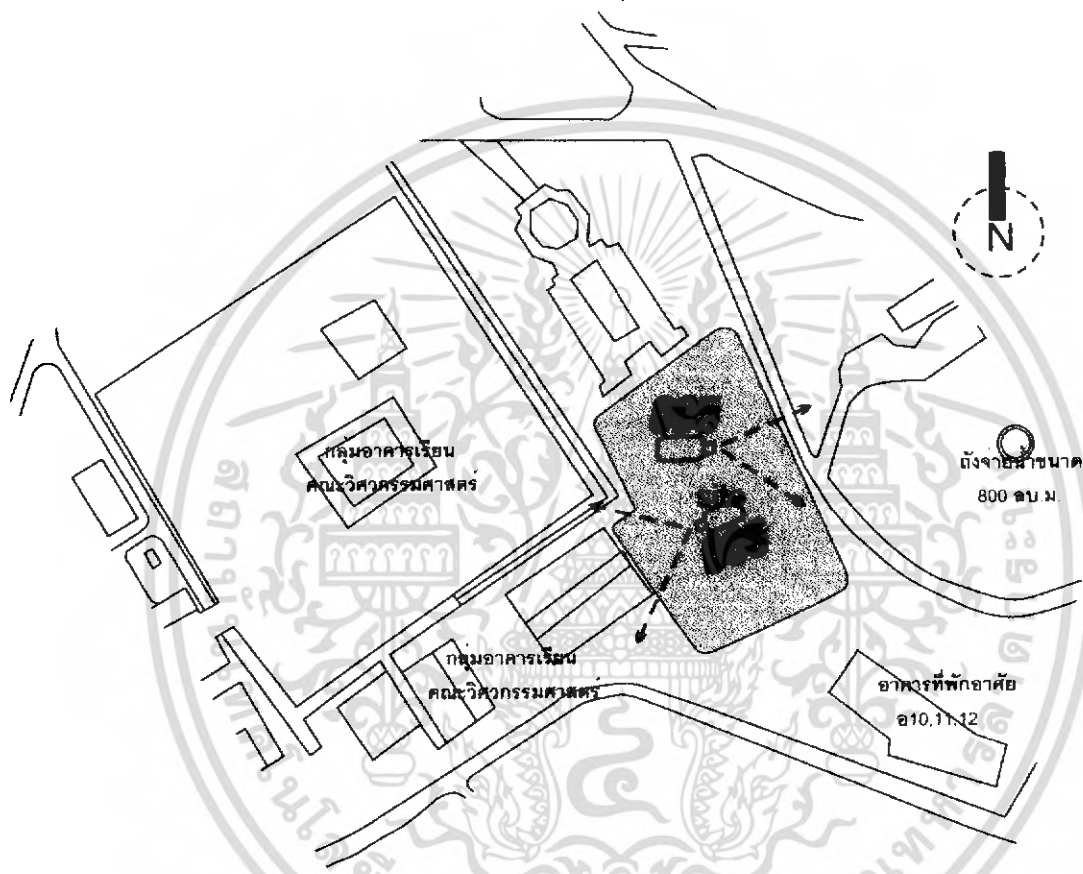 N
กลุ่มอาคารเรียน
คณะวิศวกรรมศาสตร์
ถังจ่ายน้ำขนาด
800 ลบ.ม.
กลุ่มอาคารเรียน
คณะวิศวกรรมศาสตร์
อาคารที่พักอาศัย
อ10,11,12